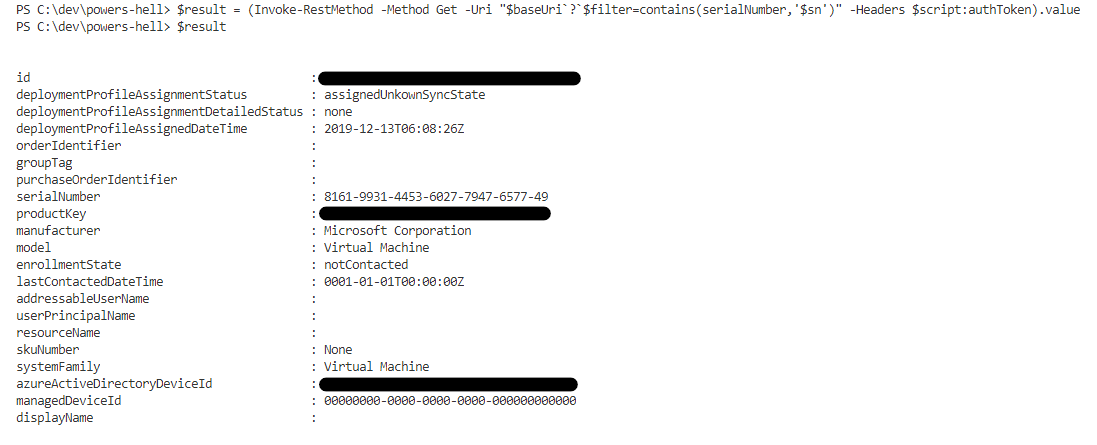 PS C:\dev\powers-hell> $result = (Invoke-RestMethod -Method Get -Uri "$baseUri`?`$filter=contains(serialNumber,'$sn')" -Headers $script:authToken).value
PS C:\dev\powers-hell> $result
id :
deploymentProfileAssignmentStatus : assignedUnkownSyncState
deploymentProfileAssignmentDetailedStatus : none
deploymentProfileAssignedDateTime : 2019-12-13T06:08:26Z
orderIdentifier :
groupTag :
purchaseOrderIdentifier :
serialNumber : 8161-9931-4453-6027-7947-6577-49
productKey :
manufacturer : Microsoft Corporation
model : Virtual Machine
enrollmentState : notContacted
lastContactedDateTime : 0001-01-01T00:00:00Z
addressableUserName :
userPrincipalName :
resourceName :
skuNumber : None
systemFamily : Virtual Machine
azureActiveDirectoryDeviceId :
managedDeviceId : 00000000-0000-0000-0000-000000000000
displayName :